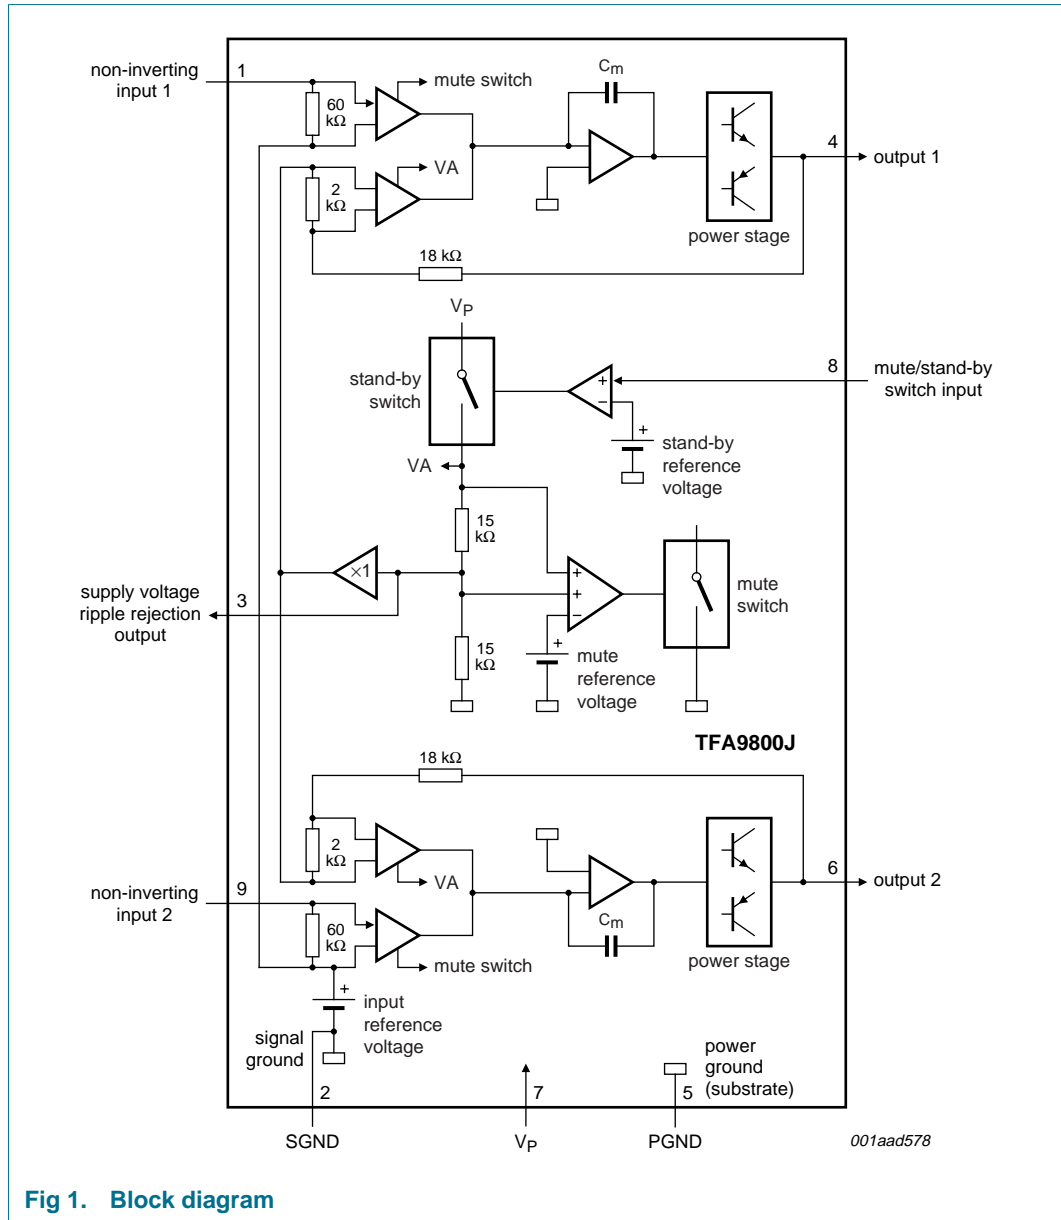 non-inverting
input 1
1
60
kΩ
mute switch
Cm
4
output 1
VA
2
kΩ
power stage
18 kΩ
VP
stand-by
switch
+
−
8
mute/stand-by
switch input
+
stand-by
reference
voltage
VA
15
kΩ
×1
supply voltage
ripple rejection
output
3
+
+
−
mute
switch
15
kΩ
+
mute
reference
voltage
TFA9800J
18 kΩ
2
kΩ
VA
non-inverting
input 2
9
60
kΩ
mute switch
Cm
6
output 2
power stage
+
input
reference
voltage
signal
ground
power
ground
(substrate)
2
7
5
SGND
VP
PGND
001aad578
Fig 1. Block diagram